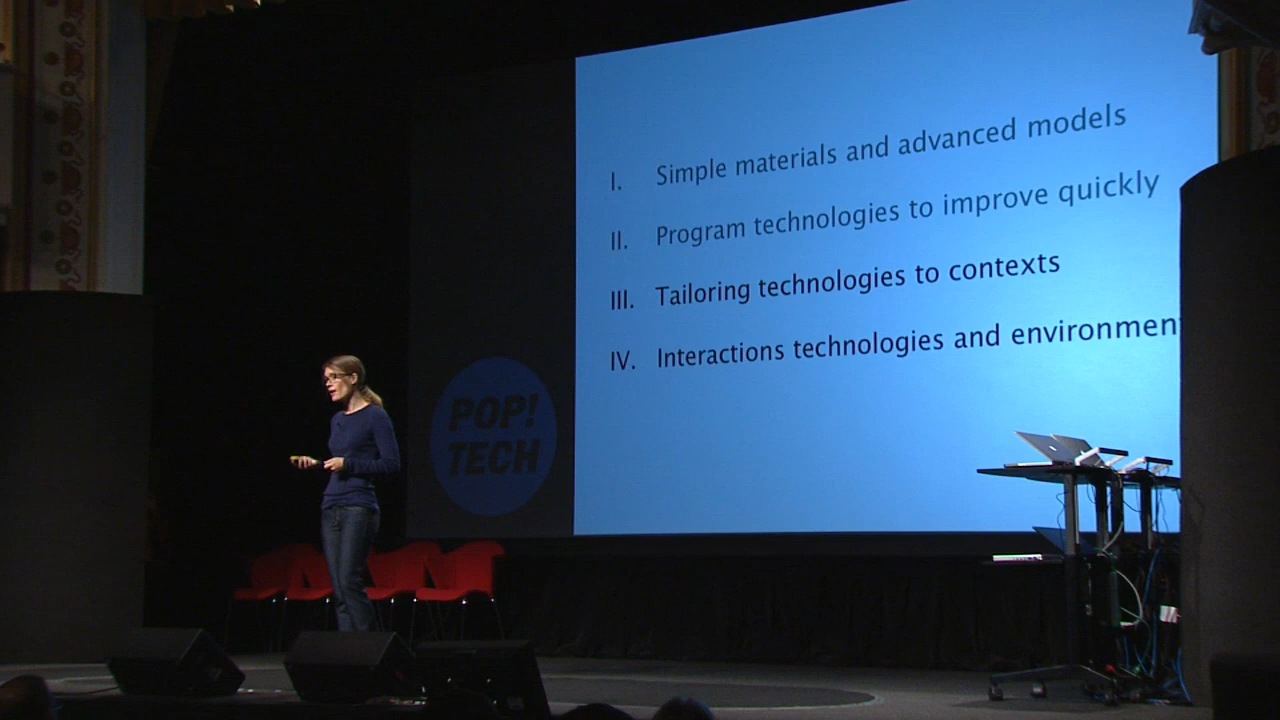 I. Simple materials and advanced models
II. Program technologies to improve quickly
III. Tailoring technologies to contexts
IV. Interactions technologies and environment
POP!
TECH